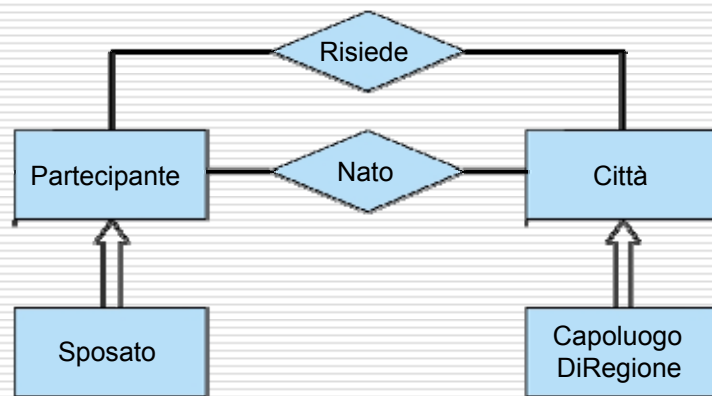 Risiede
Partecipante
Nato
Città
Sposato
Capoluogo
DiRegione